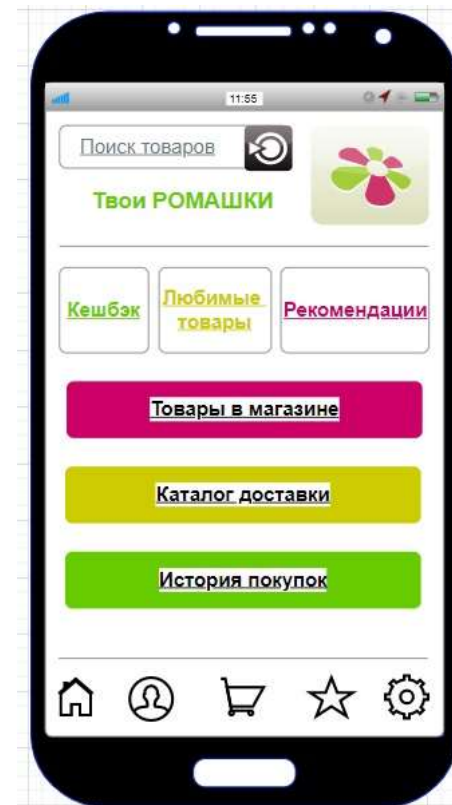 11:55
Поиск товаров
Твои РОМАШКИ
Кешбэк
Любимые
товары
Рекомендации
Товары в магазине
Каталог доставки
История покупок